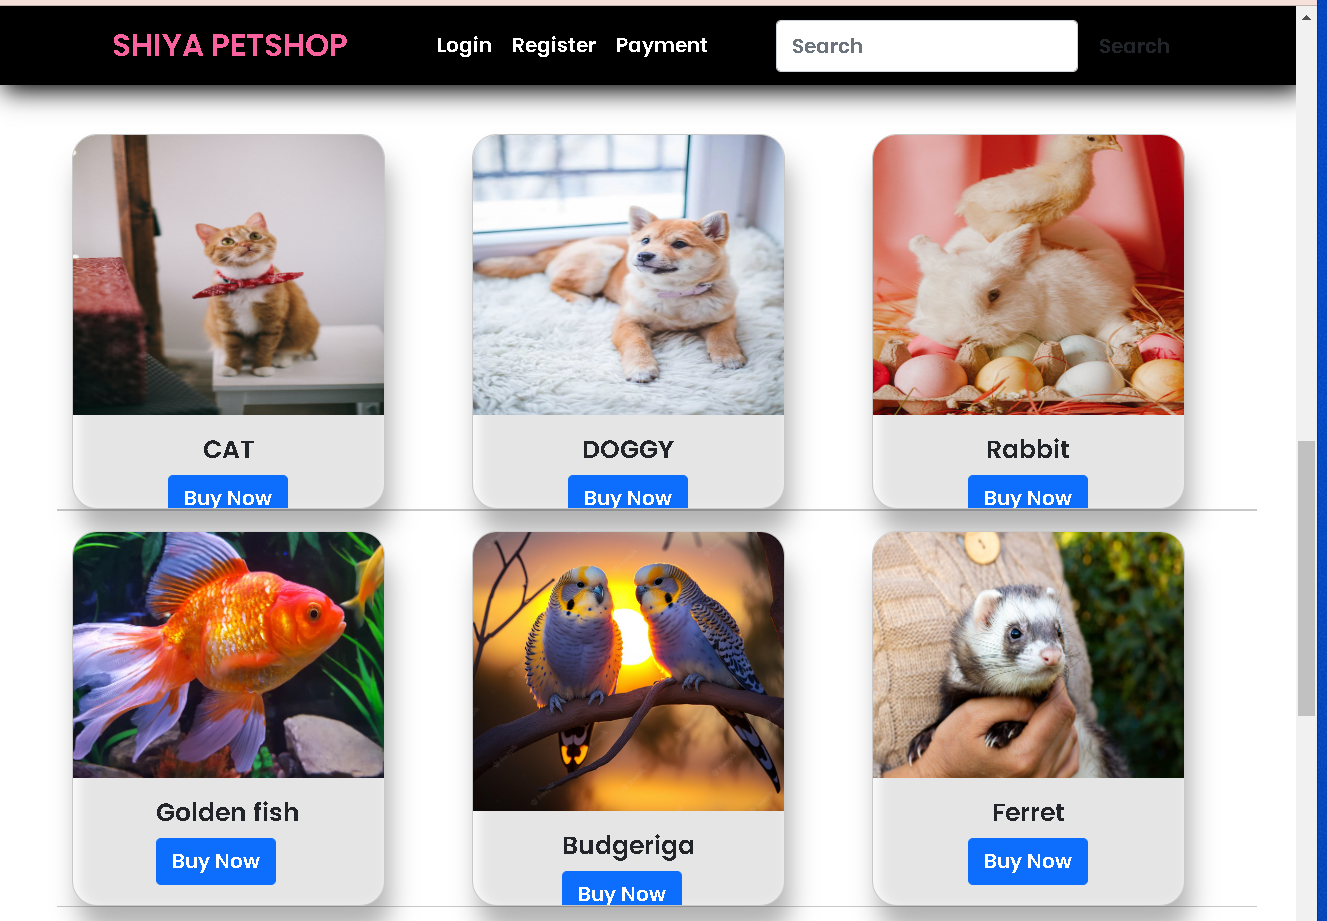 SHIYA PETSHOP Login Register Payment Search Search
CAT DOGGY Rabbit
Buy Now Buy Now Buy Now
Golden fish Budgeriga Ferret
Buy Now Buy Now Buy Now